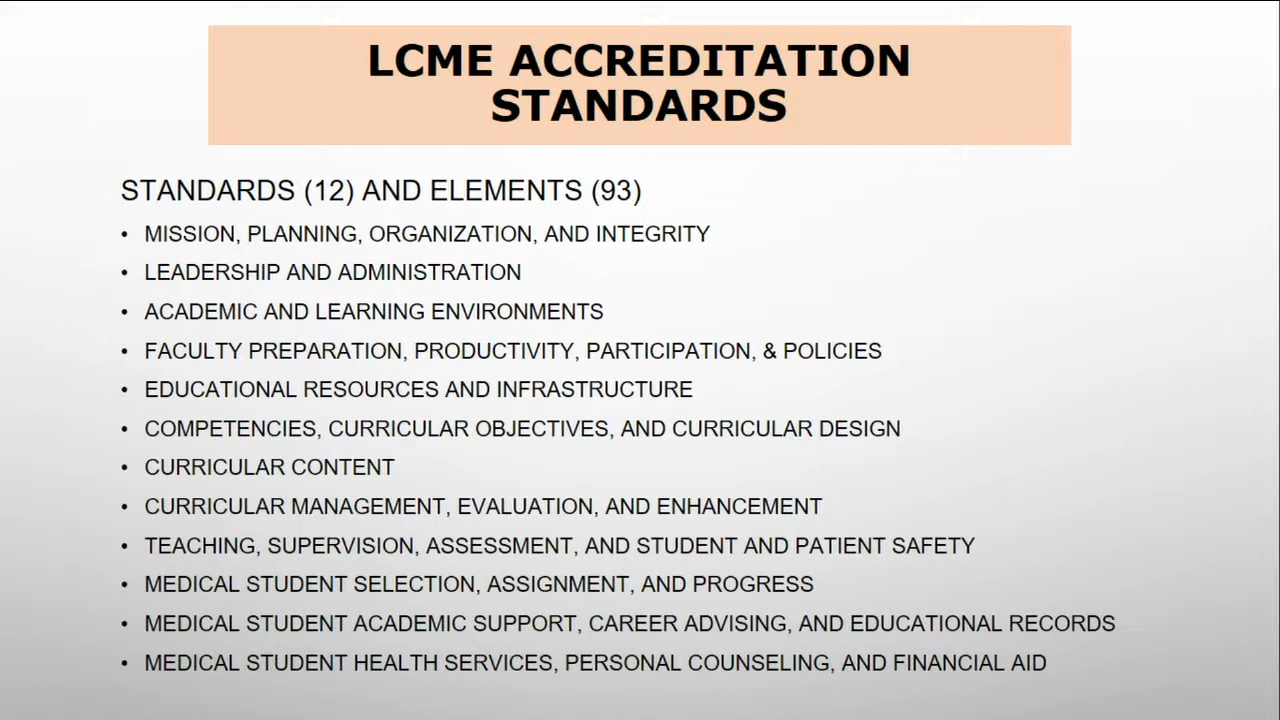 LCME ACCREDITATION
STANDARDS
STANDARDS (12) AND ELEMENTS (93)
• MISSION, PLANNING, ORGANIZATION, AND INTEGRITY
• LEADERSHIP AND ADMINISTRATION
• ACADEMIC AND LEARNING ENVIRONMENTS
• FACULTY PREPARATION, PRODUCTIVITY, PARTICIPATION, & POLICIES
• EDUCATIONAL RESOURCES AND INFRASTRUCTURE
• COMPETENCIES, CURRICULAR OBJECTIVES, AND CURRICULAR DESIGN
• CURRICULAR CONTENT
• CURRICULAR MANAGEMENT, EVALUATION, AND ENHANCEMENT
• TEACHING, SUPERVISION, ASSESSMENT, AND STUDENT AND PATIENT SAFETY
• MEDICAL STUDENT SELECTION, ASSIGNMENT, AND PROGRESS
• MEDICAL STUDENT ACADEMIC SUPPORT, CAREER ADVISING, AND EDUCATIONAL RECORDS
• MEDICAL STUDENT HEALTH SERVICES, PERSONAL COUNSELING, AND FINANCIAL AID